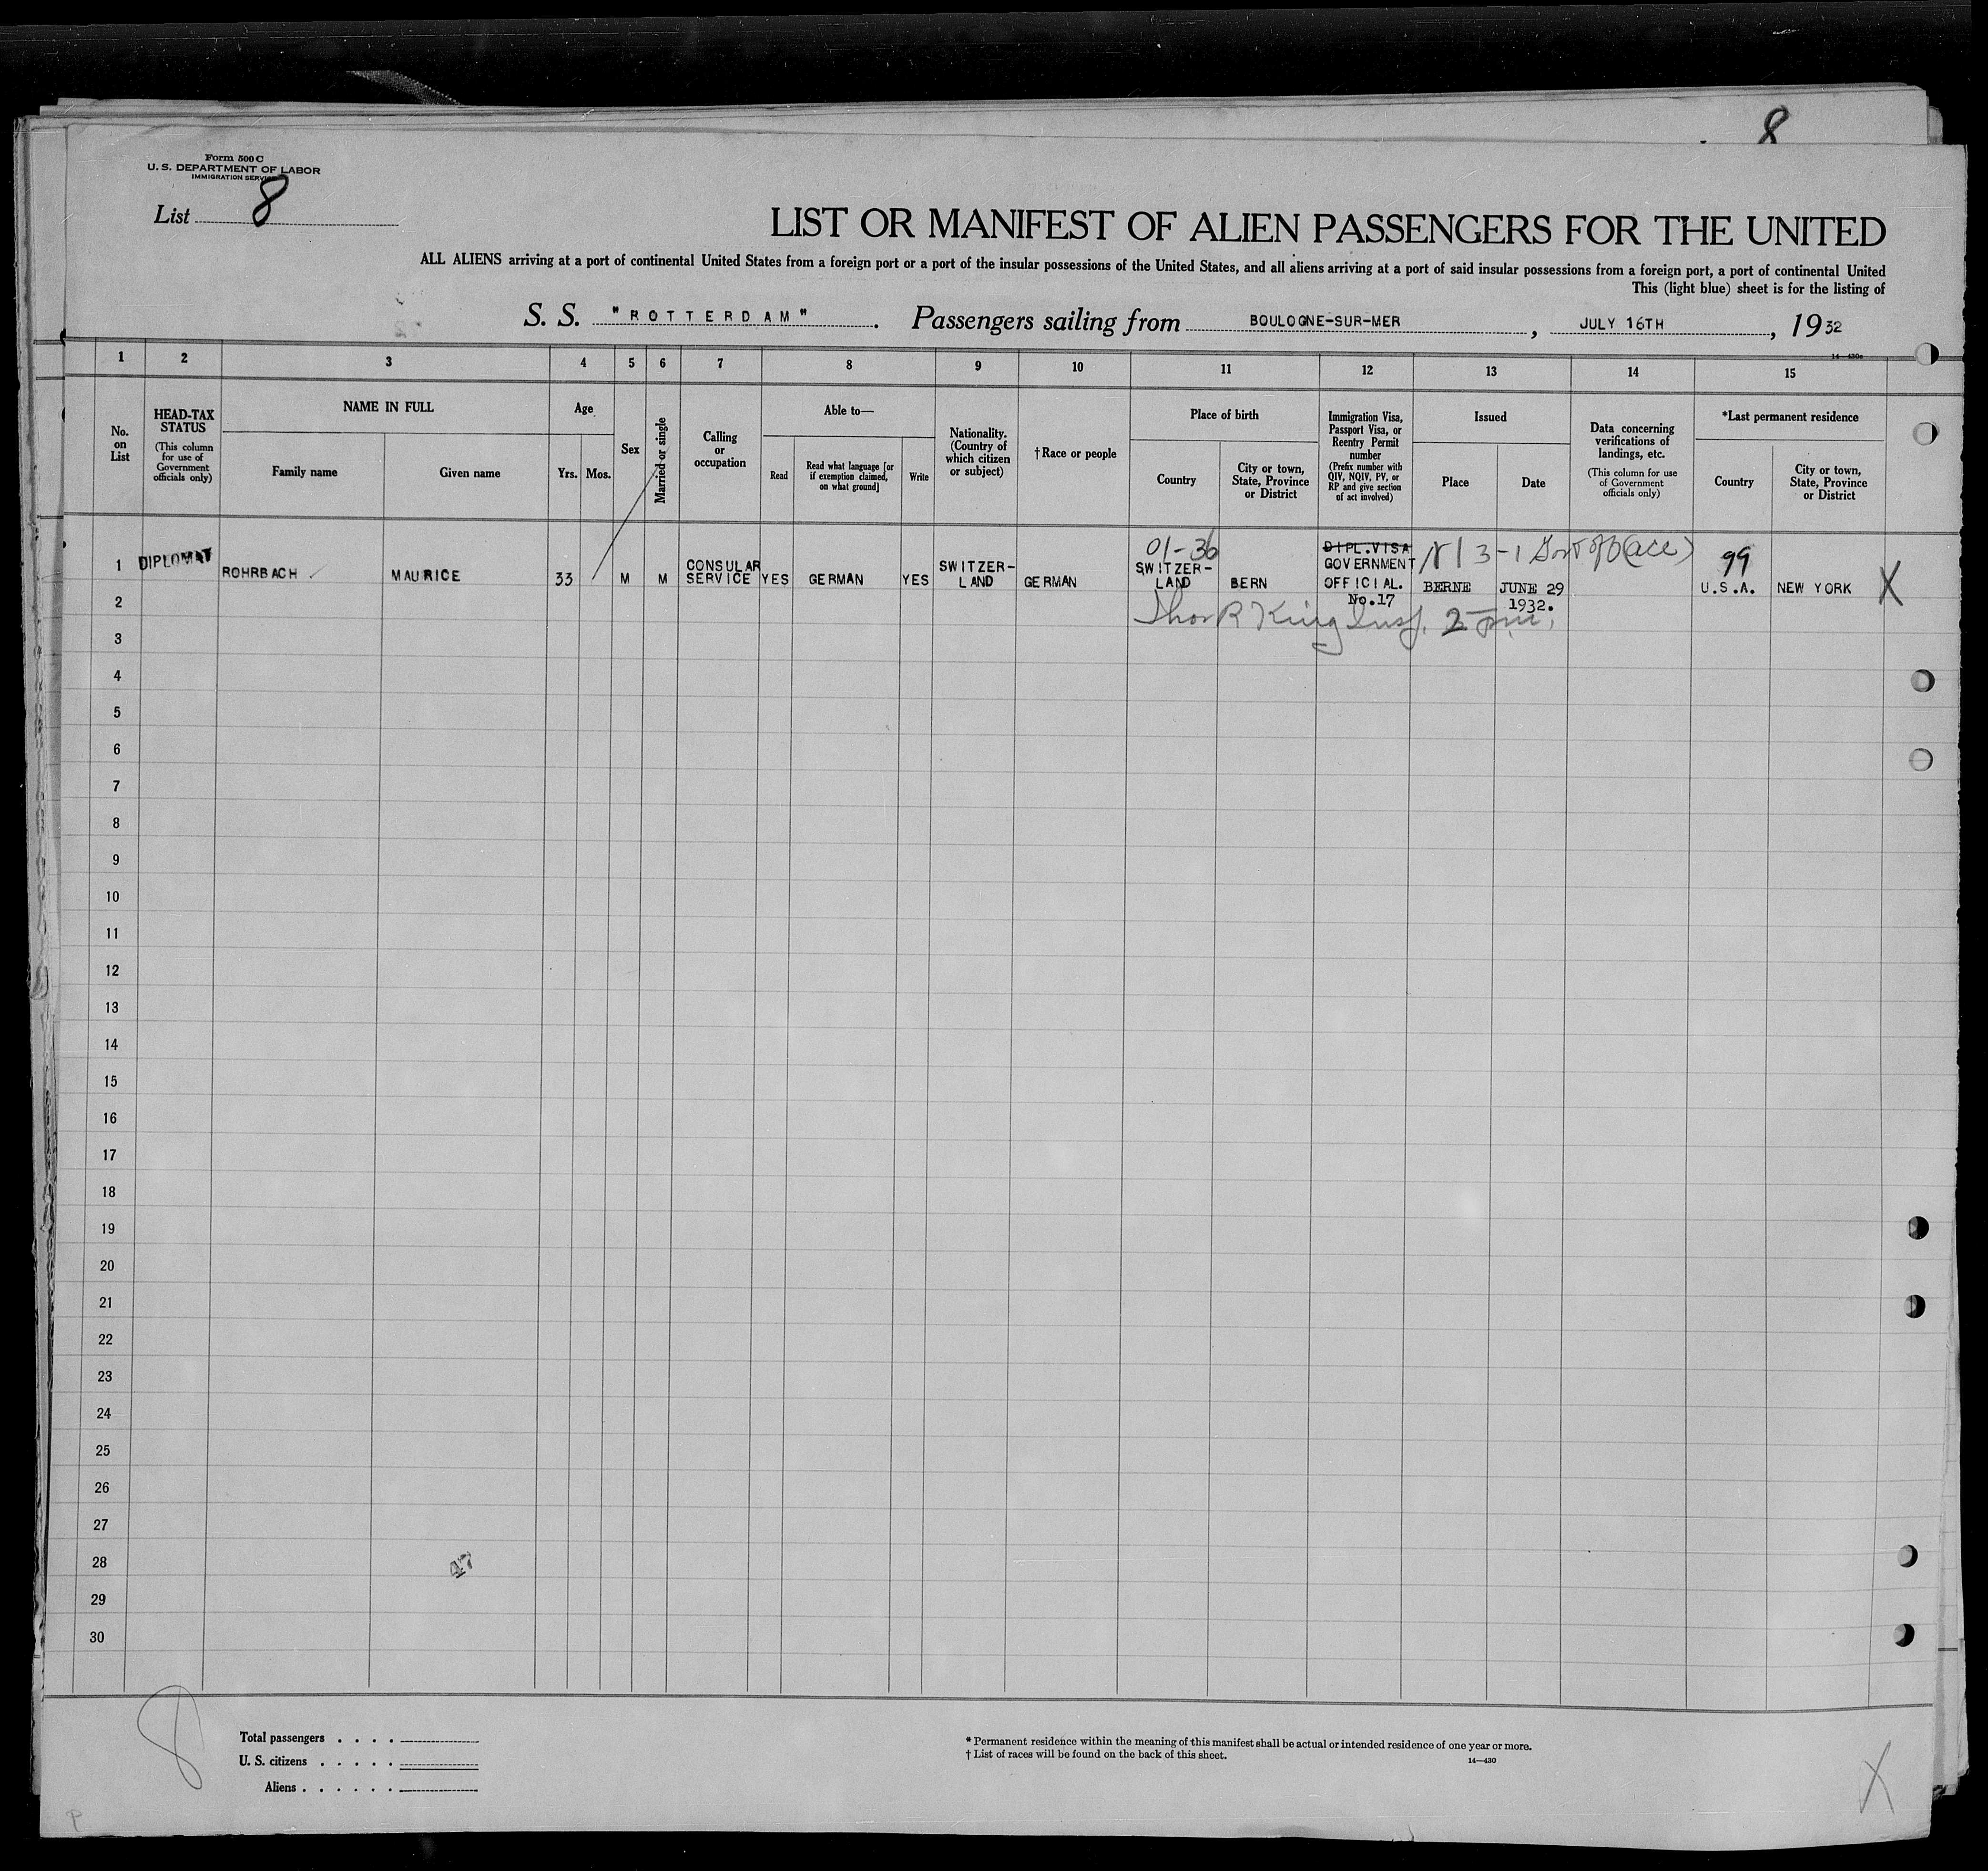 8
Form 500 C
U. S. DEPARTMENT OF LABOR
IMMIGRATION SERVICE
List 8
LIST OR MANIFEST OF ALIEN PASSENGERS FOR THE UNITED
ALL ALIENS arriving at a port of continental United States from a foreign port or a port of the insular possessions of the United States, and all aliens arriving at a port of said insular possessions from a foreign port, a port of continental United
This (light blue) sheet is for the listing of
S. S. "ROTTERDAM". Passengers sailing from BOULOGNE-SUR-MER, JULY 16TH, 1932
14—430c
1 2 3 4 5 6 7 8 9 10 11 12 13 14 15
No. on List
HEAD-TAX STATUS
(This column for use of Government officials only)
NAME IN FULL
Family name
Given name
Age
Yrs.
Mos.
Sex
Married or single
Calling or occupation
Able to—
Read
Read what language [or if exemption claimed, on what ground]
Write
Nationality. (Country of which citizen or subject)
†Race or people
Place of birth
Country
City or town, State, Province or District
Immigration Visa, Passport Visa, or Reentry Permit number
(Prefix number with QIV, NQIV, PV, or RP and give section of act involved)
Issued
Place
Date
Data concerning verifications of landings, etc.
(This column for use of Government officials only)
*Last permanent residence
Country
City or town, State, Province or District
01-36
3-1
99
1 DIPLOMAT ROHRBACH MAURICE 33 M M CONSULAR SERVICE YES GERMAN YES SWITZER-LAND GERMAN SWITZER-LAND BERN DIPL.VISA GOVERNMENT OFFICIAL. No.17 BERNE JUNE 29 1932. U.S.A. NEW YORK X
King Insp. 2
2
3
4
5
6
7
8
9
10
11
12
13
14
15
16
17
18
19
20
21
22
23
24
25
26
27
28
47
29
30
8
Total passengers . . . .
U. S. citizens . . . . .
Aliens . . . . . .
* Permanent residence within the meaning of this manifest shall be actual or intended residence of one year or more.
† List of races will be found on the back of this sheet.
14—430
X